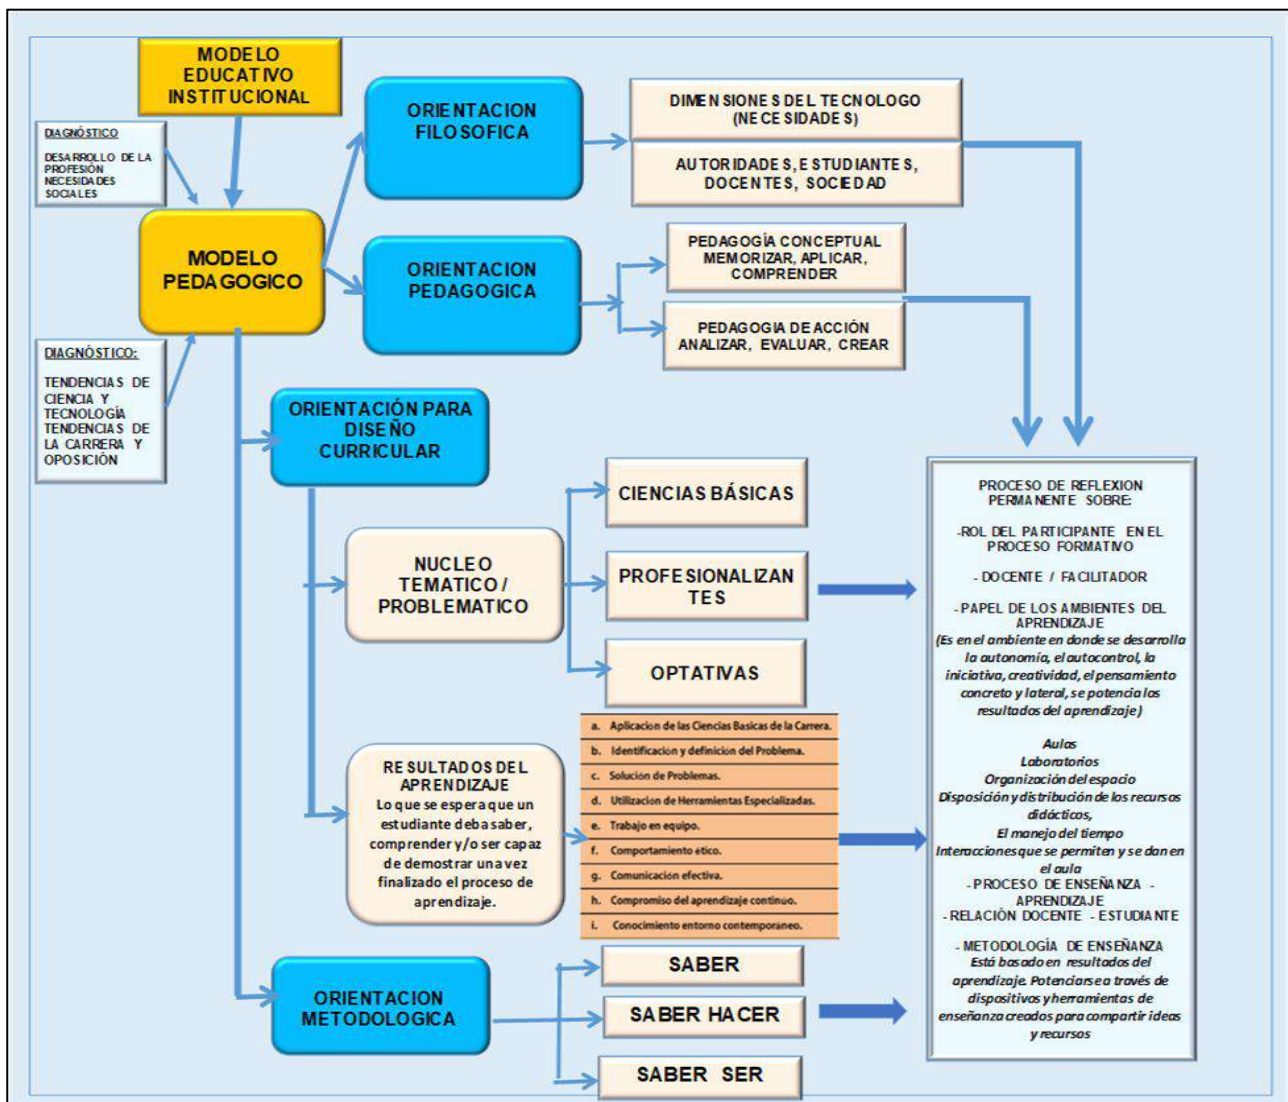 MODELO
EDUCATIVO
INSTITUCIONAL
DIAGNÓSTICO
DESARROLLO DE LA
PROFESIÓN
NECESIDADES
SOCIALES
MODELO
PEDAGOGICO
DIAGNÓSTICO:
TENDENCIAS DE
CIENCIA Y
TECNOLOGÍA
TENDENCIAS DE
LA CARRERA Y
OPOSICIÓN
ORIENTACION
FILOSOFICA
DIMENSIONES DEL TECNOLOGO
(NECESIDADES)
AUTORIDADES, ESTUDIANTES,
DOCENTES, SOCIEDAD
ORIENTACION
PEDAGOGICA
PEDAGOGÍA CONCEPTUAL
MEMORIZAR, APLICAR,
COMPRENDER
PEDAGOGIA DE ACCIÓN
ANALIZAR, EVALUAR, CREAR
ORIENTACIÓN PARA
DISEÑO
CURRICULAR
NUCLEO
TEMATICO /
PROBLEMATICO
CIENCIAS BÁSICAS
PROFESIONALIZAN
TES
OPTATIVAS
RESULTADOS DEL
APRENDIZAJE
Lo que se espera que un
estudiante deba saber,
comprender y/o ser capaz
de demostrar una vez
finalizado el proceso de
aprendizaje.
a. Aplicacion de las Ciencias Basicas de la Carrera.
b. Identificacion y definicion del Problema.
c. Solucion de Problemas.
d. Utilizacion de Herramientas Especializadas.
e. Trabajo en equipo.
f. Comportamiento ético.
g. Comunicacion efectiva.
h. Compromiso del aprendizaje continuo.
i. Conocimiento entorno contemporaneo.
ORIENTACION
METODOLOGICA
SABER
SABER HACER
SABER SER
PROCESO DE REFLEXION
PERMANENTE SOBRE:
-ROL DEL PARTICIPANTE EN EL
PROCESO FORMATIVO
- DOCENTE / FACILITADOR
- PAPEL DE LOS AMBIENTES DEL
APRENDIZAJE
(Es en el ambiente en donde se desarrolla
la autonomía, el autocontrol, la
iniciativa, creatividad, el pensamiento
concreto y lateral, se potencia los
resultados del aprendizaje)
Aulas
Laboratorios
Organización del espacio
Disposición y distribución de los recursos
didácticos,
El manejo del tiempo
Interacciones que se permiten y se dan en
el aula
- PROCESO DE ENSEÑANZA -
APRENDIZAJE
- RELACIÓN DOCENTE - ESTUDIANTE
- METODOLOGÍA DE ENSEÑANZA
Está basado en resultados del
aprendizaje. Potenciarse a través de
dispositivos y herramientas de
enseñanza creados para compartir ideas
y recursos